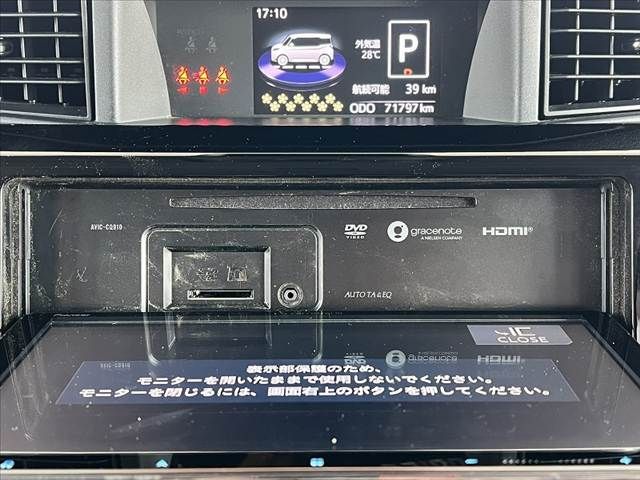 17:10
外気温
28℃
P
航続可能 39 km
ODO 71797 km
AVIC-CQ910
DVD
VIDEO
gracenote
A NIELSEN COMPANY
HDMI®
AUTO TA & EQ
CLOSE
表示部保護のため、
モニターを開いたままで使用しないでください。
モニターを閉じるには、画面右上のボタンを押してください。